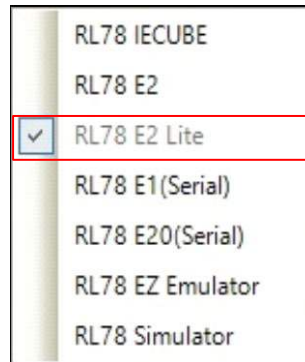 RL78 IECUBE
RL78 E2
RL78 E2 Lite
RL78 E1(Serial)
RL78 E20(Serial)
RL78 EZ Emulator
RL78 Simulator